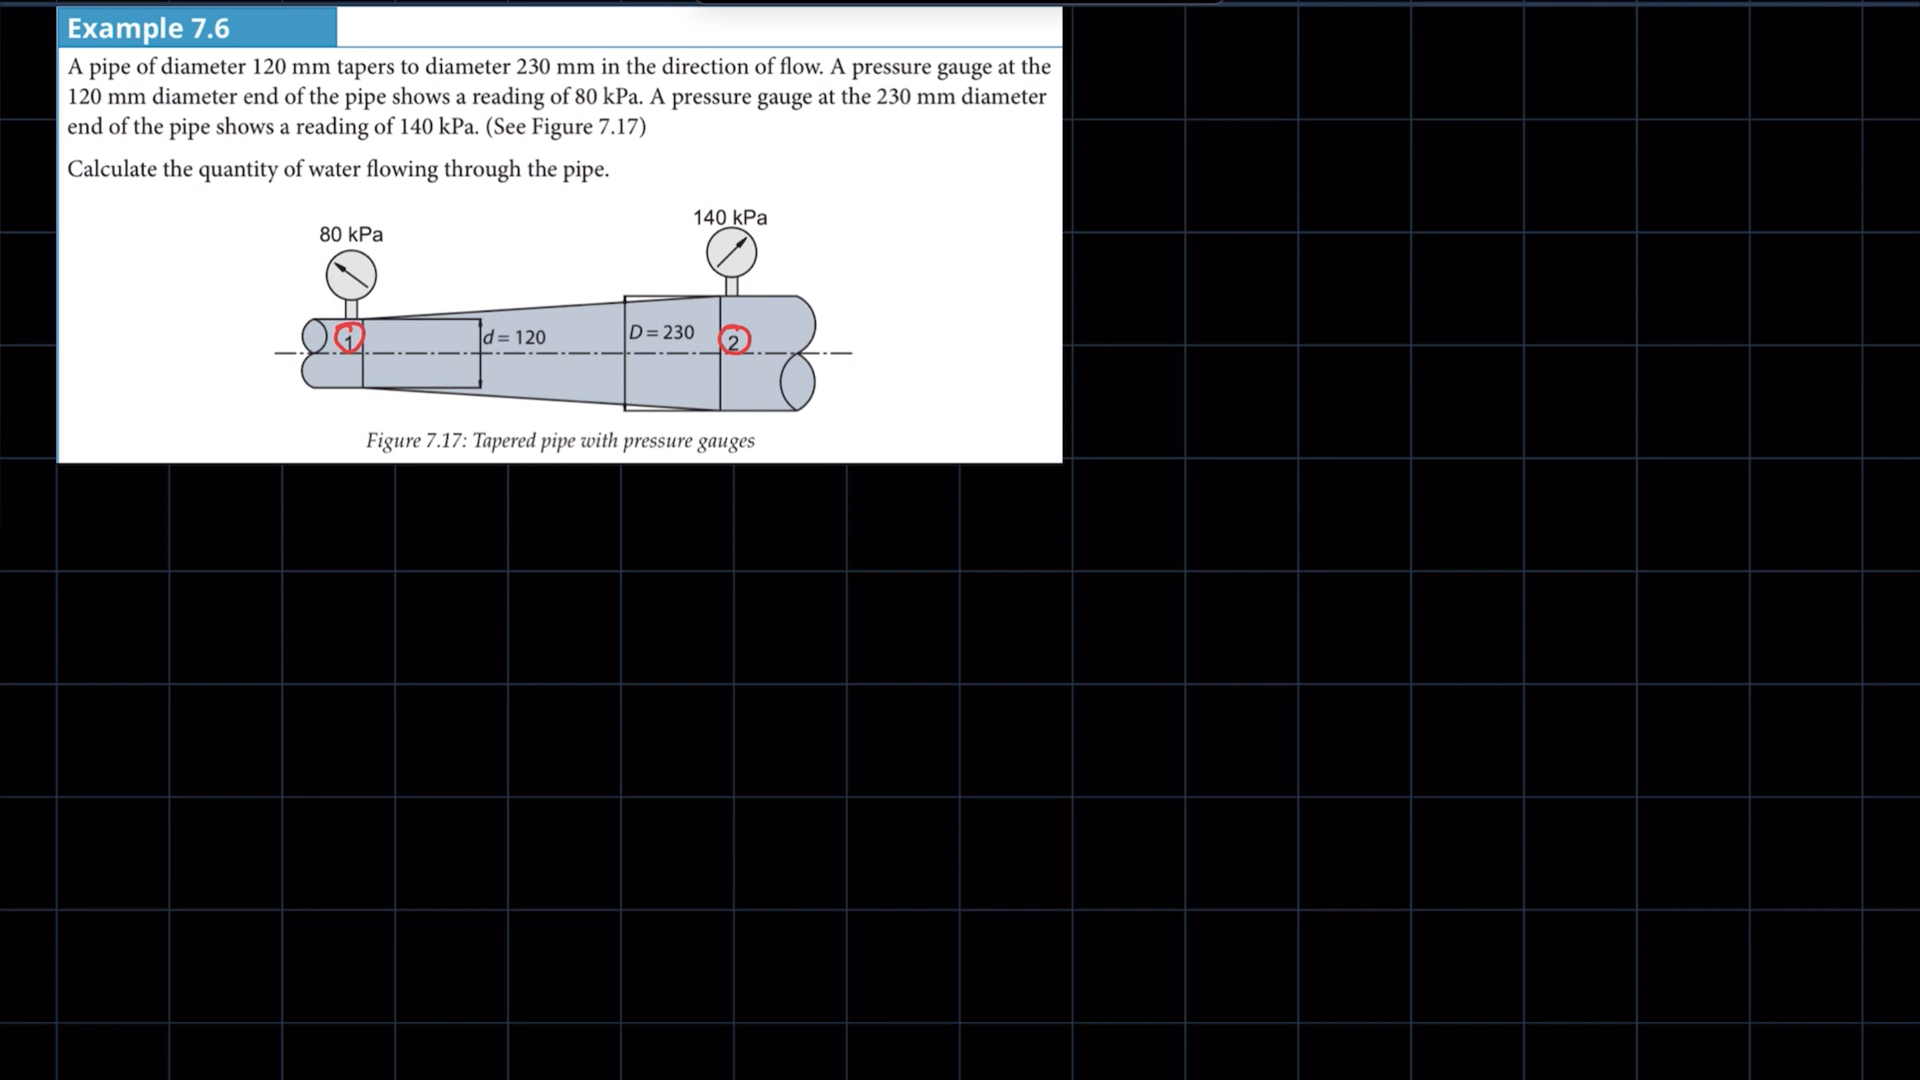 Example 7.6
A pipe of diameter 120 mm tapers to diameter 230 mm in the direction of flow. A pressure gauge at the
120 mm diameter end of the pipe shows a reading of 80 kPa. A pressure gauge at the 230 mm diameter
end of the pipe shows a reading of 140 kPa. (See Figure 7.17)
Calculate the quantity of water flowing through the pipe.
140 kPa
80 kPa
1
d = 120
D = 230
2
Figure 7.17: Tapered pipe with pressure gauges